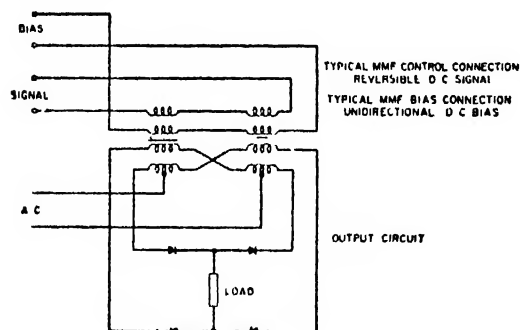 BIAS
SIGNAL
TYPICAL MMF CONTROL CONNECTION
REVERSIBLE D C SIGNAL
TYPICAL MMF BIAS CONNECTION
UNIDIRECTIONAL D C BIAS
A C
OUTPUT CIRCUIT
LOAD